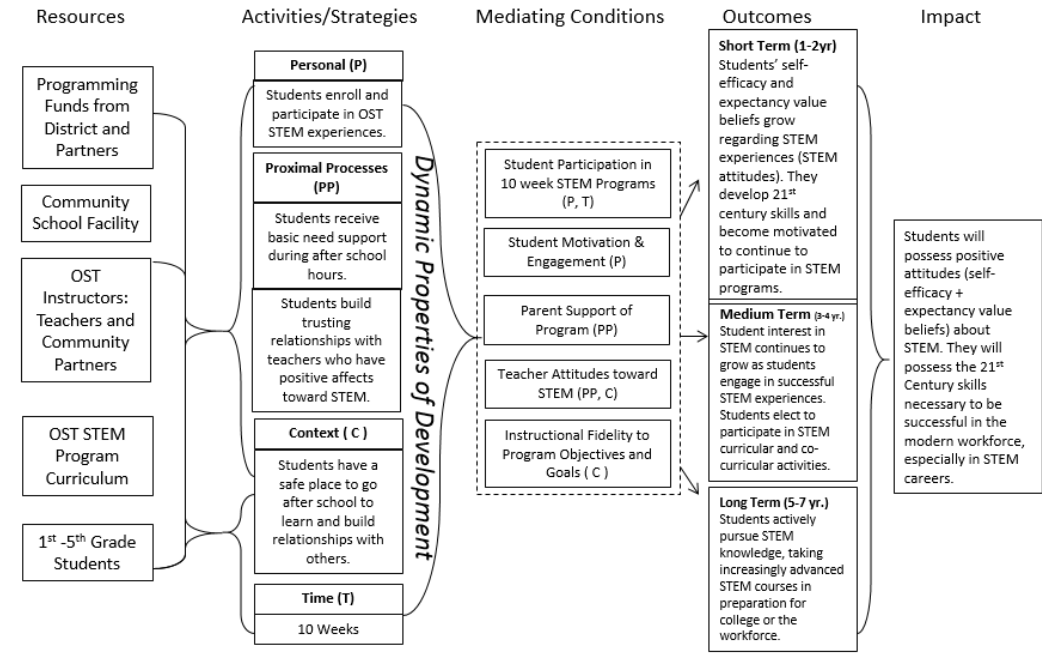 Resources
Activities/Strategies
Mediating Conditions
Outcomes
Impact
Programming
Funds from
District and
Partners
Community
School Facility
OST
Instructors:
Teachers and
Community
Partners
OST STEM
Program
Curriculum
1st -5th Grade
Students
Personal (P)
Students enroll and
participate in OST
STEM experiences.
Proximal Processes
(PP)
Students receive
basic need support
during after school
hours.
Students build
trusting
relationships with
teachers who have
positive affects
toward STEM.
Context ( C )
Students have a
safe place to go
after school to
learn and build
relationships with
others.
Time (T)
10 Weeks
Dynamic Properties of Development
Student Participation in
10 week STEM Programs
(P, T)
Student Motivation &
Engagement (P)
Parent Support of
Program (PP)
Teacher Attitudes toward
STEM (PP, C)
Instructional Fidelity to
Program Objectives and
Goals ( C )
Short Term (1-2yr)
Students’ self-
efficacy and
expectancy value
beliefs grow
regarding STEM
experiences (STEM
attitudes). They
develop 21st
century skills and
become motivated
to continue to
participate in STEM
programs.
Medium Term (3-4 yr.)
Student interest in
STEM continues to
grow as students
engage in successful
STEM experiences.
Students elect to
participate in STEM
curricular and co-
curricular activities.
Long Term (5-7 yr.)
Students actively
pursue STEM
knowledge, taking
increasingly advanced
STEM courses in
preparation for
college or the
workforce.
Students will
possess positive
attitudes (self-
efficacy +
expectancy value
beliefs) about
STEM. They will
possess the 21st
Century skills
necessary to be
successful in the
modern workforce,
especially in STEM
careers.